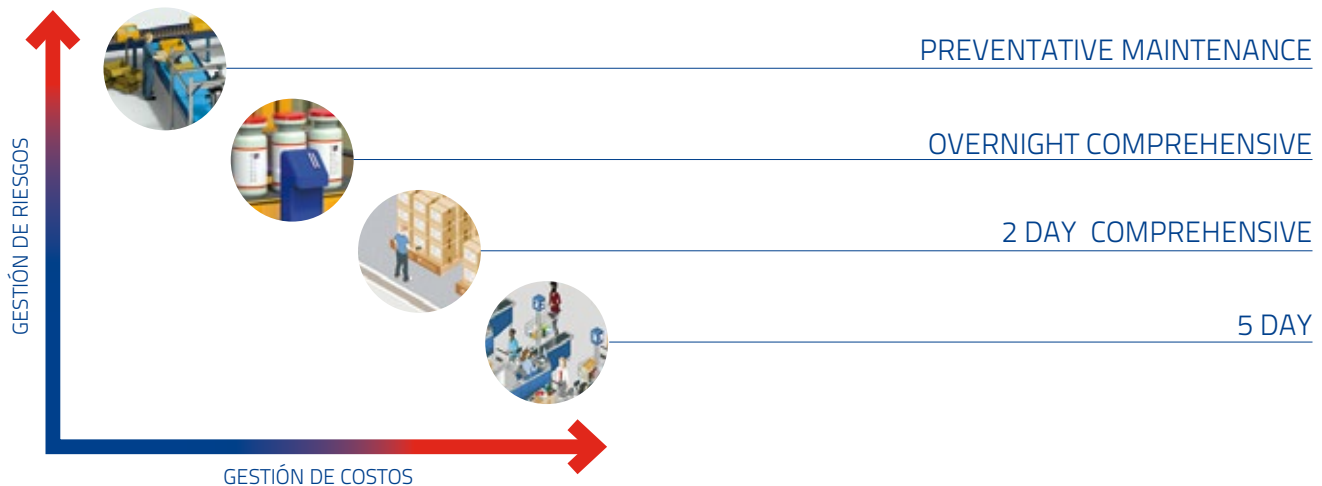 PREVENTATIVE MAINTENANCE
OVERNIGHT COMPREHENSIVE
2 DAY COMPREHENSIVE
5 DAY
GESTIÓN DE RIESGOS
GESTIÓN DE COSTOS